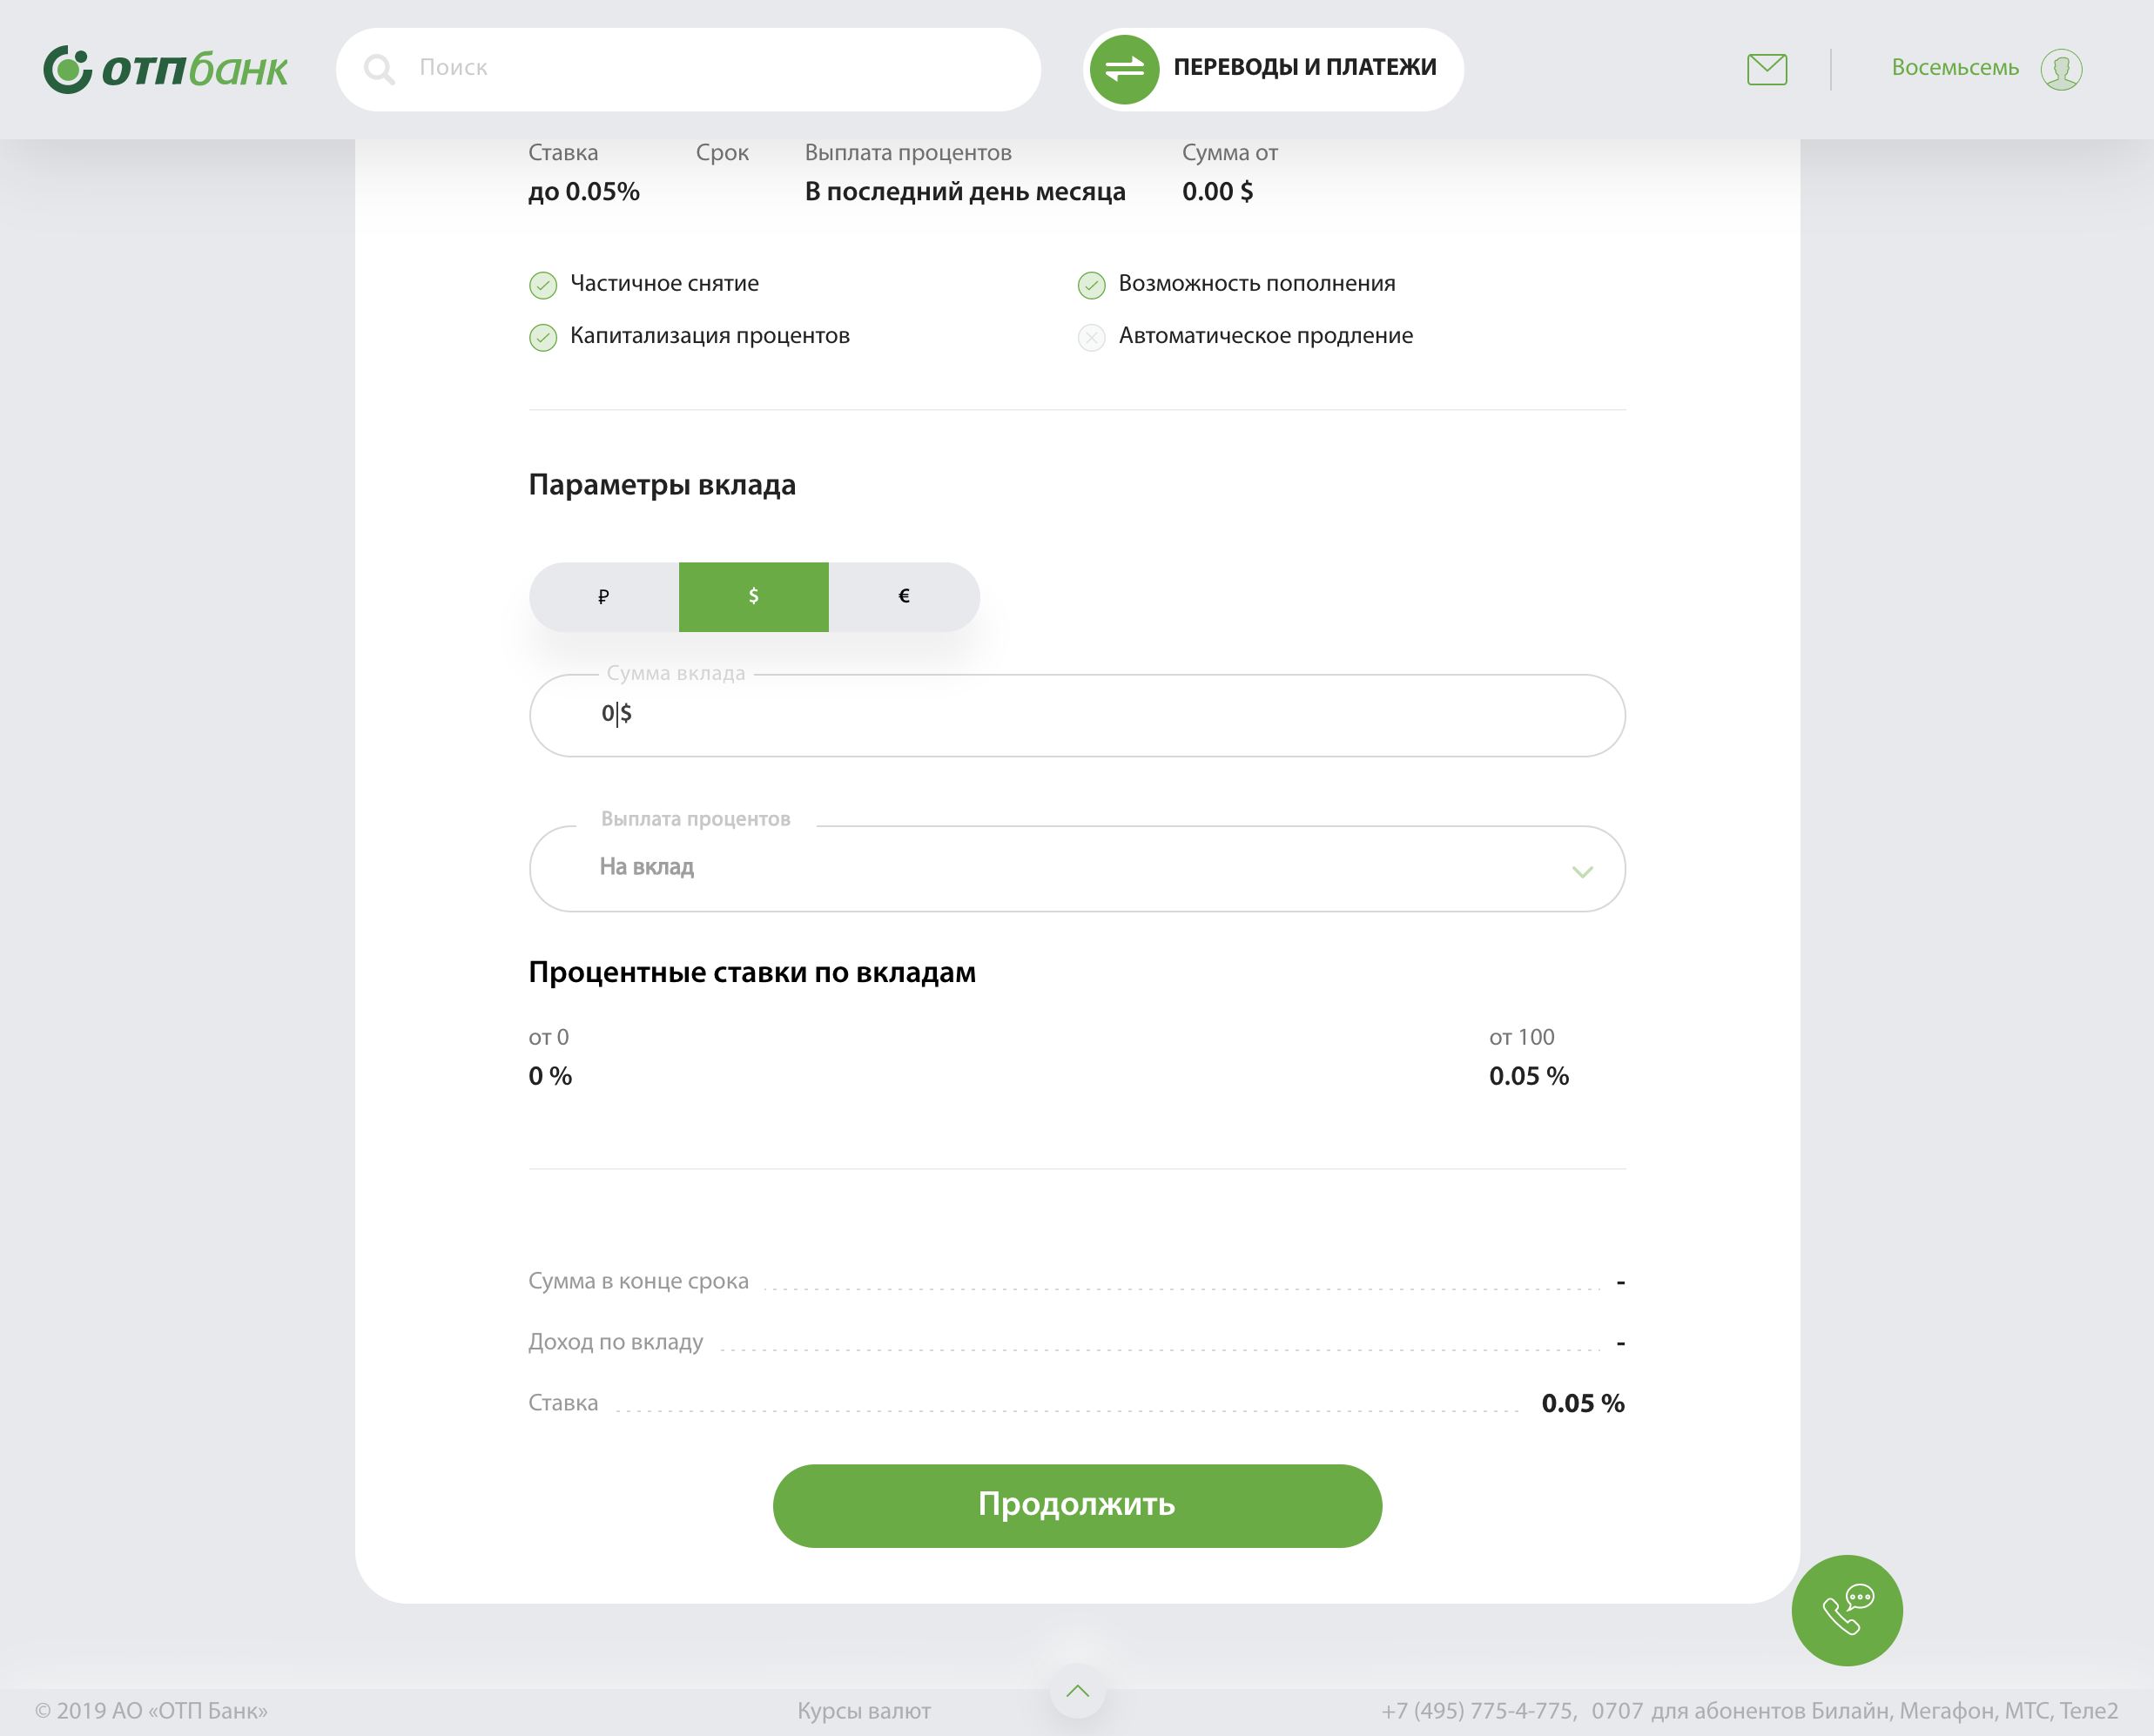 ОТПбанк
Поиск
ПЕРЕВОДЫ И ПЛАТЕЖИ
Восемьсемь
Ставка Срок Выплата процентов Сумма от
до 0.05% В последний день месяца 0.00 $
Частичное снятие Возможность пополнения
Капитализация процентов Автоматическое продление
Параметры вклада
₽ $ €
Сумма вклада
0$
Выплата процентов
На вклад
Процентные ставки по вкладам
от 0 от 100
0 % 0.05 %
Сумма в конце срока -
Доход по вкладу -
Ставка 0.05 %
Продолжить
© 2019 АО «ОТП Банк» Курсы валют +7 (495) 775-4-775, 0707 для абонентов Билайн, Мегафон, МТС, Теле2